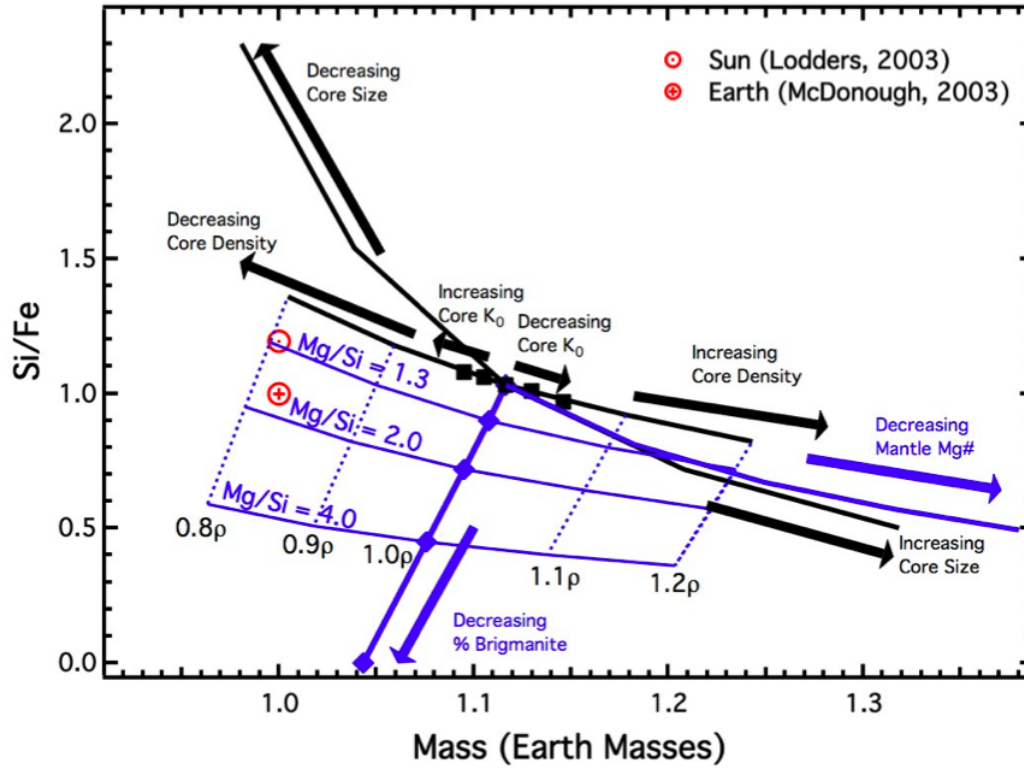 Sun (Lodders, 2003)
Earth (McDonough, 2003)
Decreasing
Core Size
Decreasing
Core Density
Increasing
Core K₀
Decreasing
Core K₀
Increasing
Core Density
Decreasing
Mantle Mg#
Increasing
Core Size
Decreasing
% Brigmanite
Mg/Si = 1.3
Mg/Si = 2.0
Mg/Si = 4.0
0.8ρ
0.9ρ
1.0ρ
1.1ρ
1.2ρ
Si/Fe
2.0
1.5
1.0
0.5
0.0
1.0
1.1
1.2
1.3
Mass (Earth Masses)